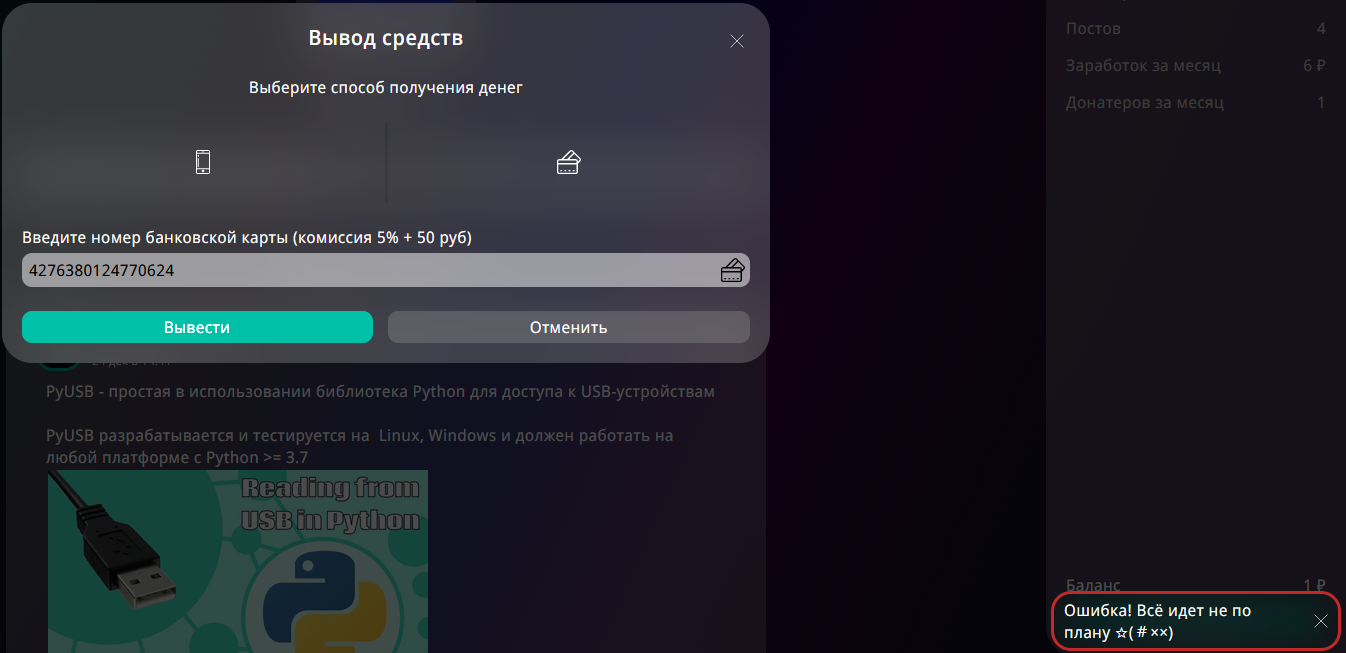 Вывод средств
Выберите способ получения денег
Введите номер банковской карты (комиссия 5% + 50 руб)
4276380124770624
Вывести
Отменить
PyUSB - простая в использовании библиотека Python для доступа к USB-устройствам
PyUSB разрабатывается и тестируется на Linux, Windows и должен работать на
любой платформе с Python >= 3.7
Reading from
USB in Python
Постов 4
Заработок за месяц 6 ₽
Донатеров за месяц 1
Баланс 1 ₽
Ошибка! Всё идет не по
плану ☆(＃××)